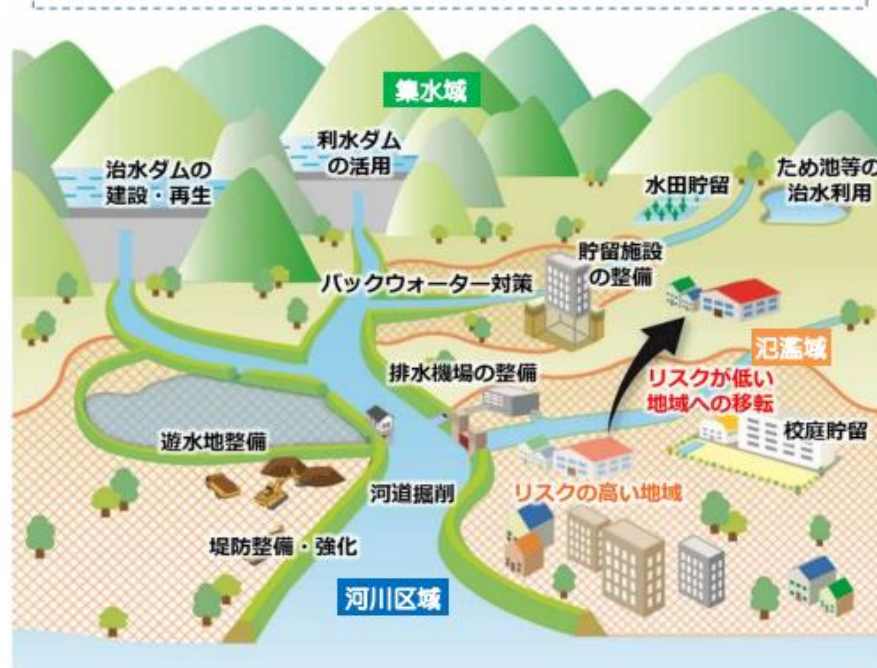 集水域
利水ダム
の活用
治水ダムの
建設・再生
水田貯留
ため池等の
治水利用
貯留施設
の整備
バックウォーター対策
氾濫域
排水機場の整備
リスクが低い
地域への移転
校庭貯留
遊水地整備
河道掘削
リスクの高い地域
堤防整備・強化
河川区域